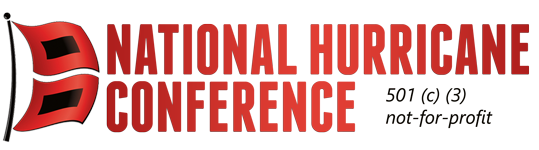 NATIONAL HURRICANE
CONFERENCE
501 (c) (3)
not-for-profit